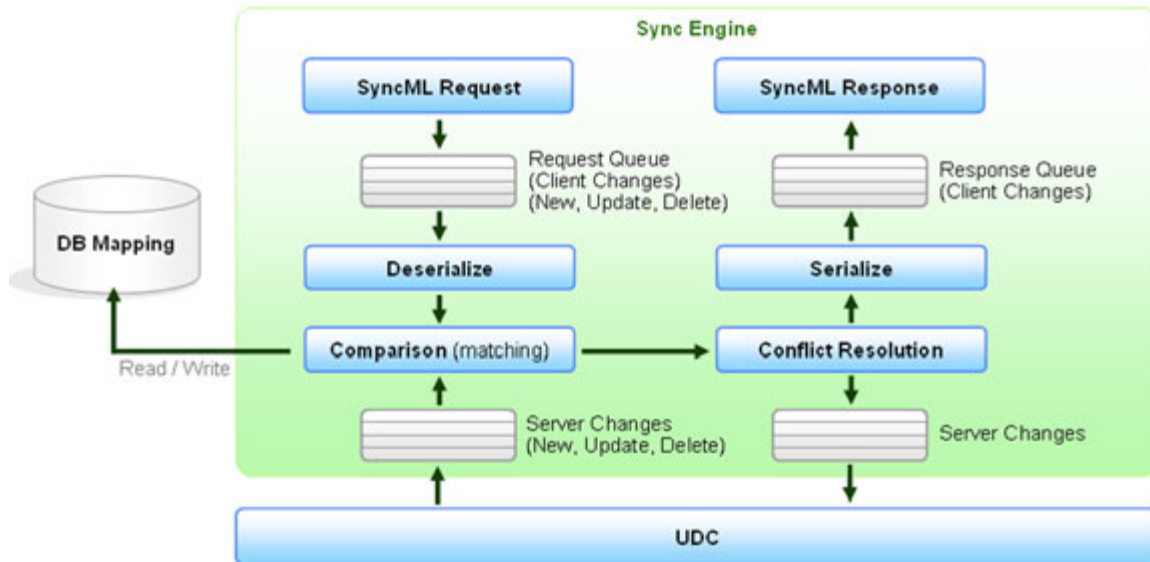 Sync Engine
SyncML Request
SyncML Response
Request Queue
(Client Changes)
(New, Update, Delete)
Response Queue
(Client Changes)
DB Mapping
Deserialize
Serialize
Comparison (matching)
Conflict Resolution
Read / Write
Server Changes
(New, Update, Delete)
Server Changes
UDC